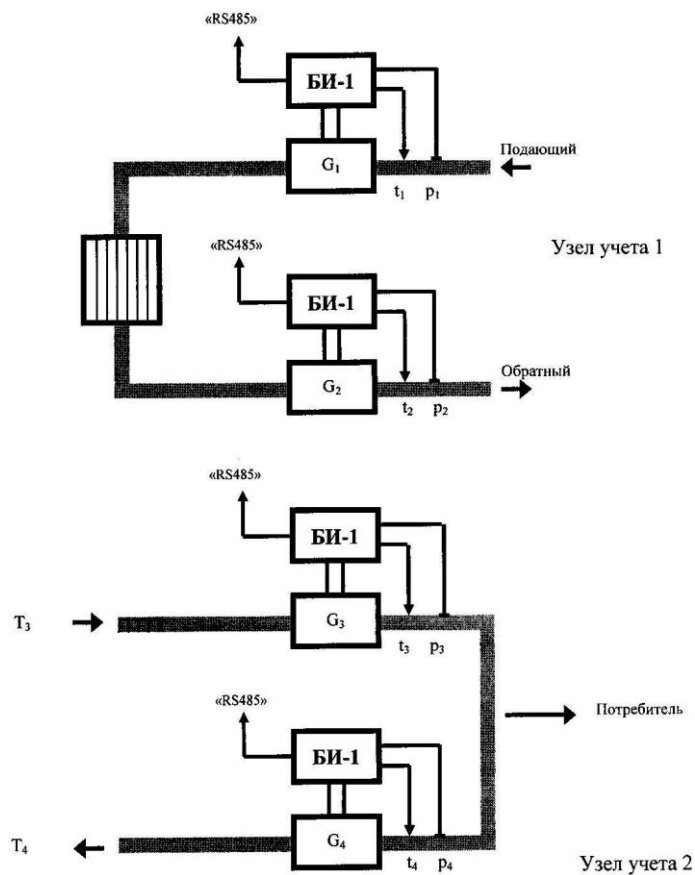 «RS485»
БИ-1
G₁
Подающий
t₁ p₁
Узел учета 1
«RS485»
БИ-1
G₂
Обратный
t₂ p₂
«RS485»
БИ-1
T₃
G₃
t₃ p₃
«RS485»
Потребитель
БИ-1
T₄
G₄
t₄ p₄
Узел учета 2